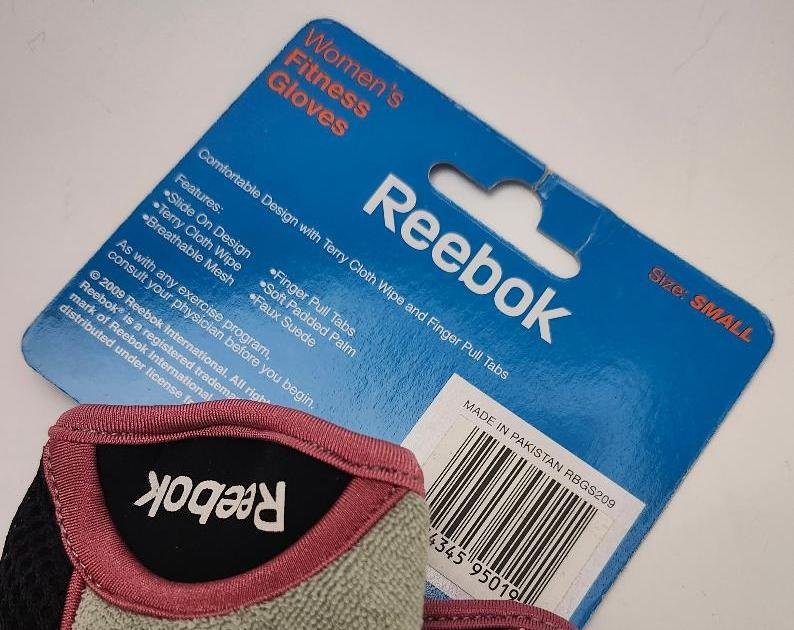 Women's
Fitness
Gloves
Reebok
Size: SMALL
Comfortable Design with Terry Cloth Wipe and Finger Pull Tabs
Features:
•Slide On Design
•Terry Cloth Wipe
•Breathable Mesh
•Finger Pull Tabs
•Soft Padded Palm
•Faux Suede
As with any exercise program,
consult your physician before you begin.
© 2009 Reebok International. All
Reebok® is a registered
mark of Reebok International
distributed under license
MADE IN PAKISTAN RBGS209
4345 95019
Reebok